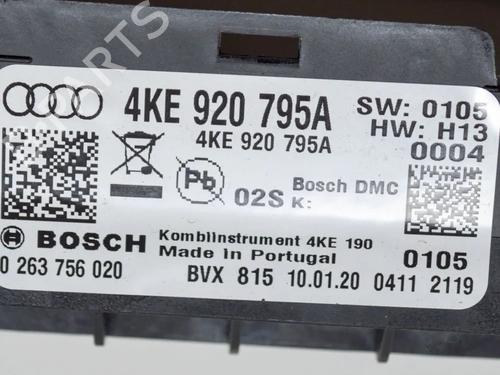 PARTS
4KE 920 795A
SW: 0105
4KE 920 795A
HW: H13
0004
Pb
02S
Bosch DMC
K:
BOSCH
Kombiinstrument 4KE 190
Made in Portugal
0105
0 263 756 020
BVX 815 10.01.20 0411 2119